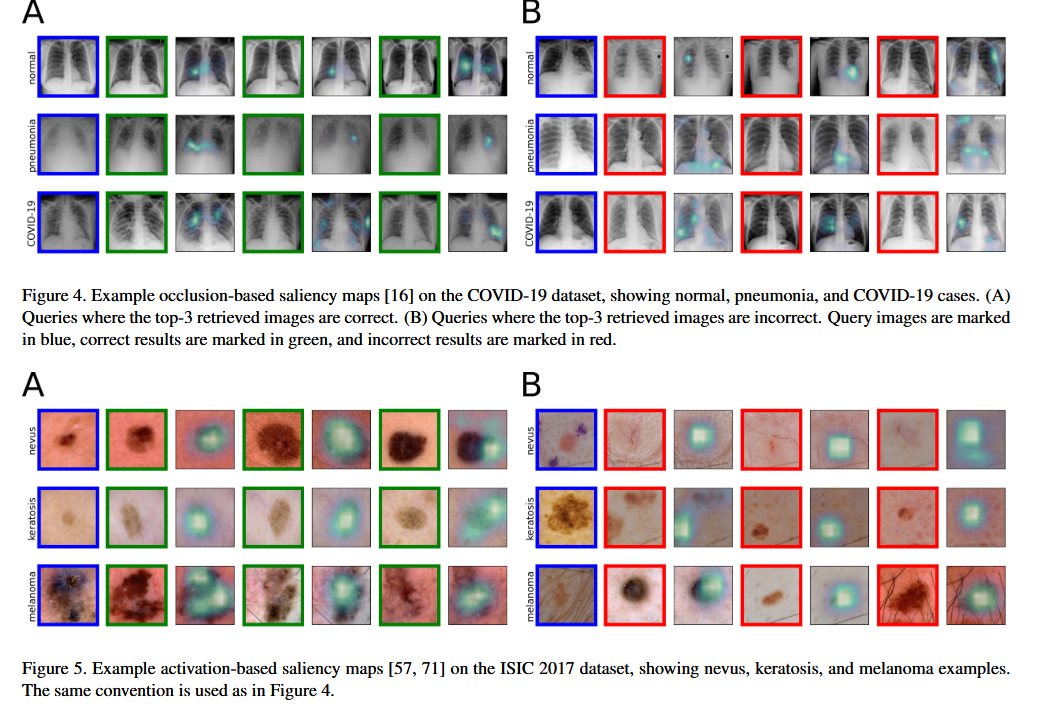 A
B
normal
pneumonia
COVID-19
normal
pneumonia
COVID-19
Figure 4. Example occlusion-based saliency maps [16] on the COVID-19 dataset, showing normal, pneumonia, and COVID-19 cases. (A)
Queries where the top-3 retrieved images are correct. (B) Queries where the top-3 retrieved images are incorrect. Query images are marked
in blue, correct results are marked in green, and incorrect results are marked in red.
A
B
nevus
keratosis
melanoma
nevus
keratosis
melanoma
Figure 5. Example activation-based saliency maps [57, 71] on the ISIC 2017 dataset, showing nevus, keratosis, and melanoma examples.
The same convention is used as in Figure 4.